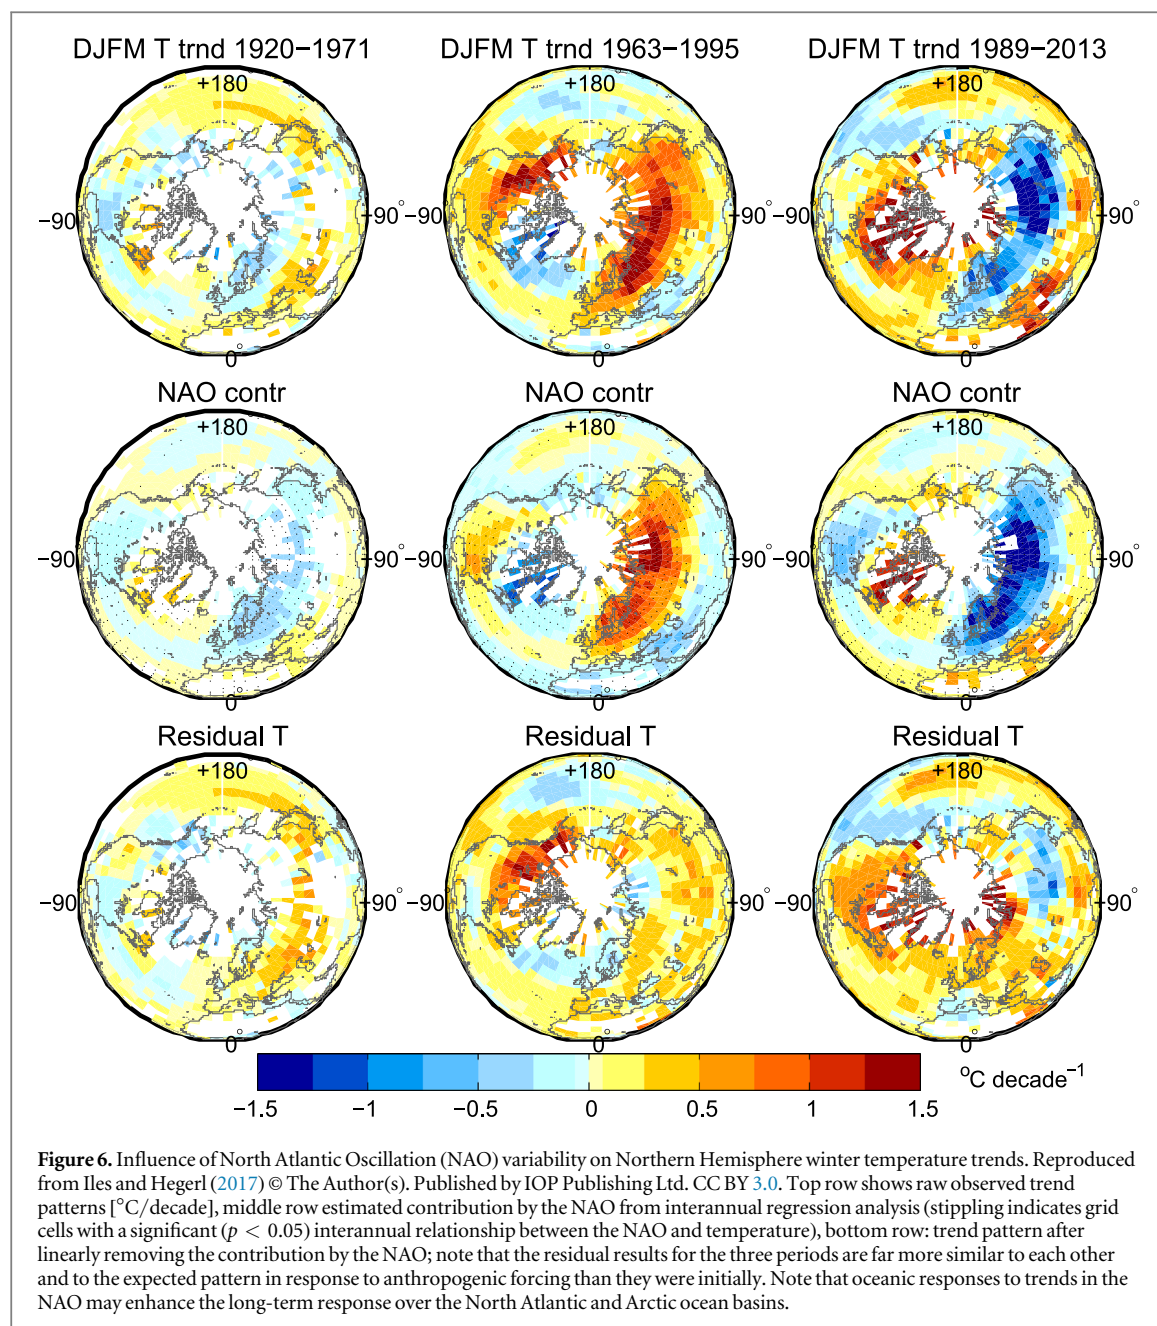 DJFM T trnd 1920−1971 DJFM T trnd 1963−1995 DJFM T trnd 1989−2013
+180 +180 +180
−90 +90° −90 +90° −90 +90°
0° 0° 0°
NAO contr NAO contr NAO contr
+180 +180 +180
−90 +90° −90 +90° −90 +90°
0° 0° 0°
Residual T Residual T Residual T
+180 +180 +180
−90 +90° −90 +90° −90 +90°
0° 0° 0°
°C decade⁻¹
−1.5 −1 −0.5 0 0.5 1 1.5
Figure 6. Influence of North Atlantic Oscillation (NAO) variability on Northern Hemisphere winter temperature trends. Reproduced
from Iles and Hegerl (2017) © The Author(s). Published by IOP Publishing Ltd. CC BY 3.0. Top row shows raw observed trend
patterns [°C/decade], middle row estimated contribution by the NAO from interannual regression analysis (stippling indicates grid
cells with a significant (p < 0.05) interannual relationship between the NAO and temperature), bottom row: trend pattern after
linearly removing the contribution by the NAO; note that the residual results for the three periods are far more similar to each other
and to the expected pattern in response to anthropogenic forcing than they were initially. Note that oceanic responses to trends in the
NAO may enhance the long-term response over the North Atlantic and Arctic ocean basins.